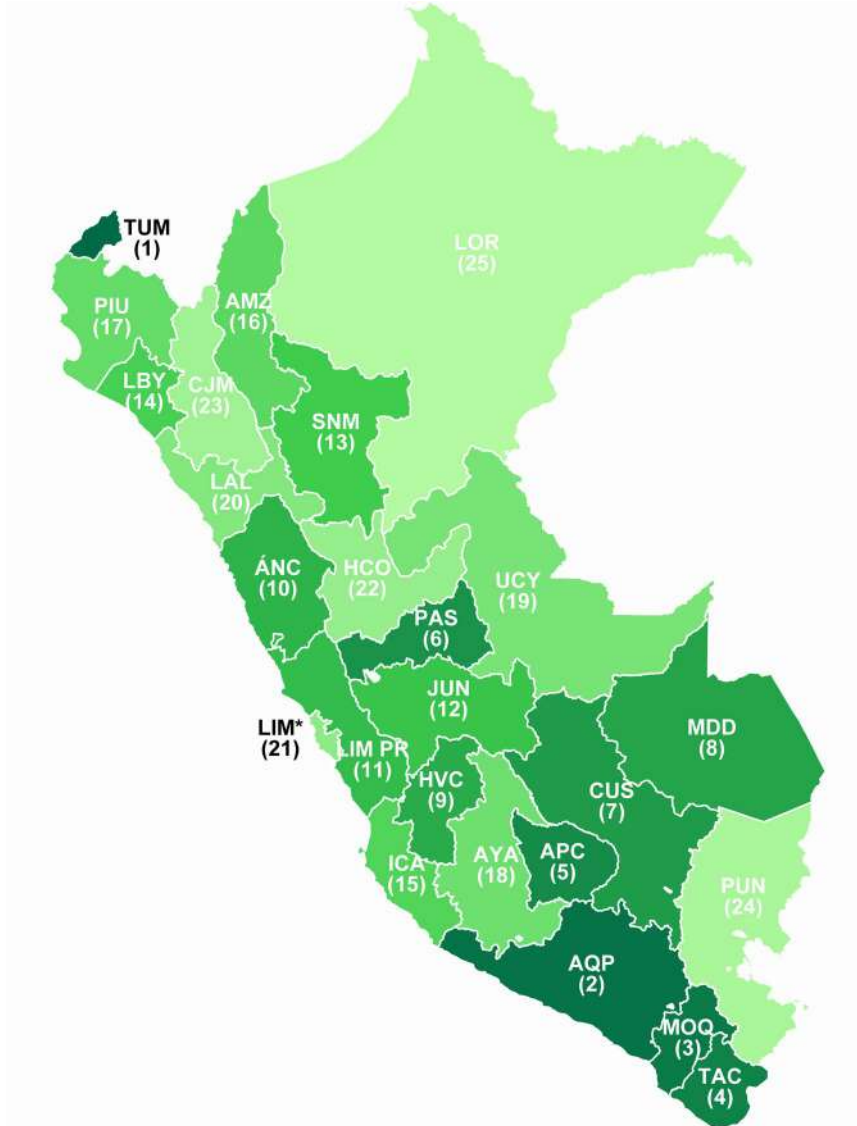 TUM
(1)
LOR
(25)
PIU
(17)
AMZ
(16)
LBY
(14)
CJM
(23)
SNM
(13)
LAL
(20)
ÁNC
(10)
HCO
(22)
UCY
(19)
PAS
(6)
JUN
(12)
MDD
(8)
LIM*
(21)
LIM PR
(11)
HVC
(9)
CUS
(7)
ICA
(15)
AYA
(18)
APC
(5)
PUN
(24)
AQP
(2)
MOQ
(3)
TAC
(4)